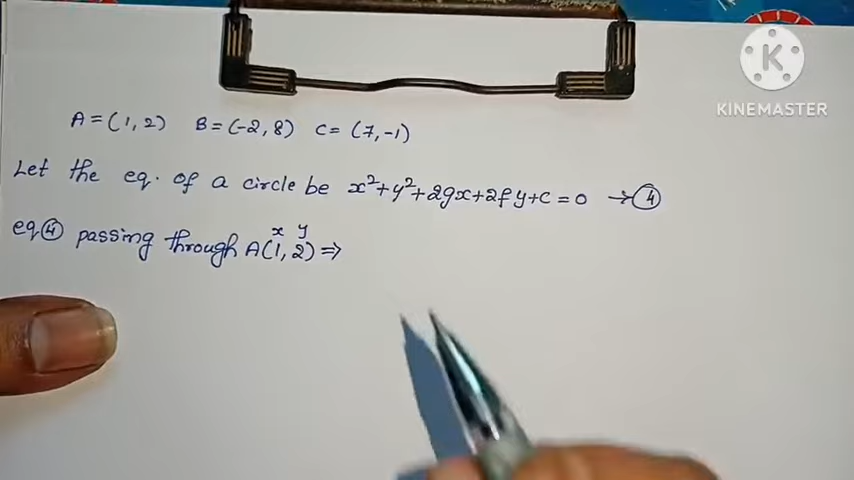 KINEMASTER
A = (1, 2) B = (-2, 8) C = (7, -1)
Let the eq. of a circle be x²+y²+2gx+2fy+c = 0 → ④
eq ④ passing through A(1, 2) ⇒
x y